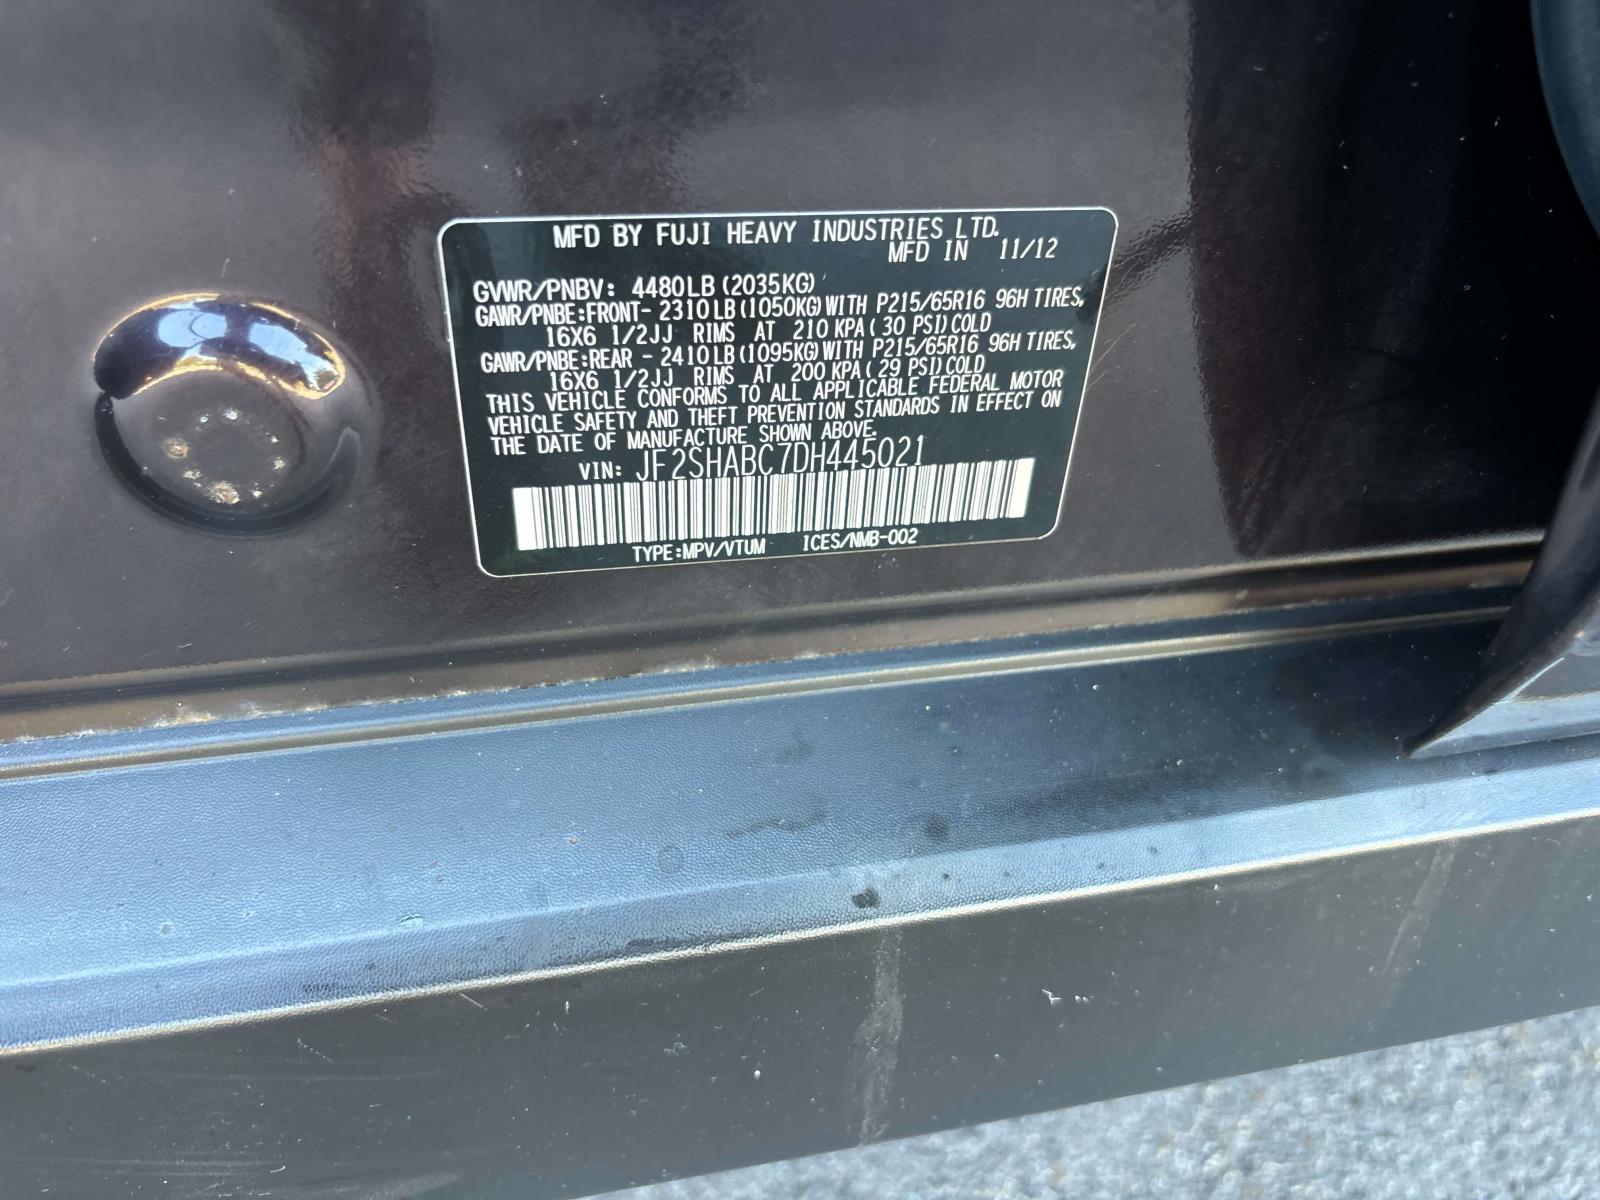 MFD BY FUJI HEAVY INDUSTRIES LTD.
MFD IN 11/12
GVWR/PNBV: 4480LB (2035KG)
GAWR/PNBE:FRONT- 2310LB (1050KG) WITH P215/65R16 96H TIRES,
16X6 1/2JJ RIMS AT 210 KPA ( 30 PSI) COLD
GAWR/PNBE:REAR - 2410LB (1095KG) WITH P215/65R16 96H TIRES,
16X6 1/2JJ RIMS AT 200 KPA ( 29 PSI) COLD
THIS VEHICLE CONFORMS TO ALL APPLICABLE FEDERAL MOTOR
VEHICLE SAFETY AND THEFT PREVENTION STANDARDS IN EFFECT ON
THE DATE OF MANUFACTURE SHOWN ABOVE.
VIN: JF2SHABC7DH445021
TYPE:MPV/VTUM ICES/NMB-002